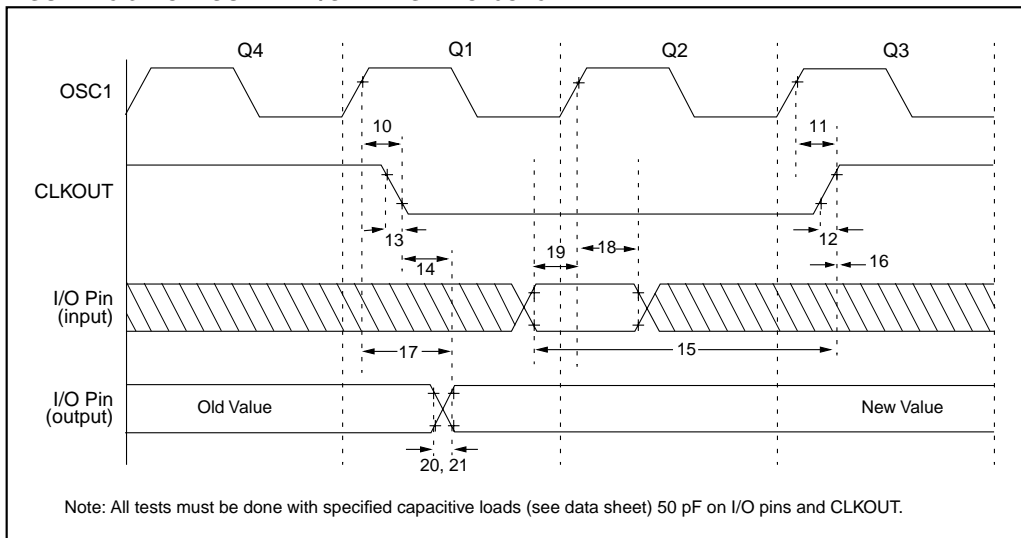 Q4 Q1 Q2 Q3
OSC1
10 11
CLKOUT
13 12
14 19 18 16
I/O Pin
(input)
17 15
I/O Pin
(output)
Old Value New Value
20, 21
Note: All tests must be done with specified capacitive loads (see data sheet) 50 pF on I/O pins and CLKOUT.